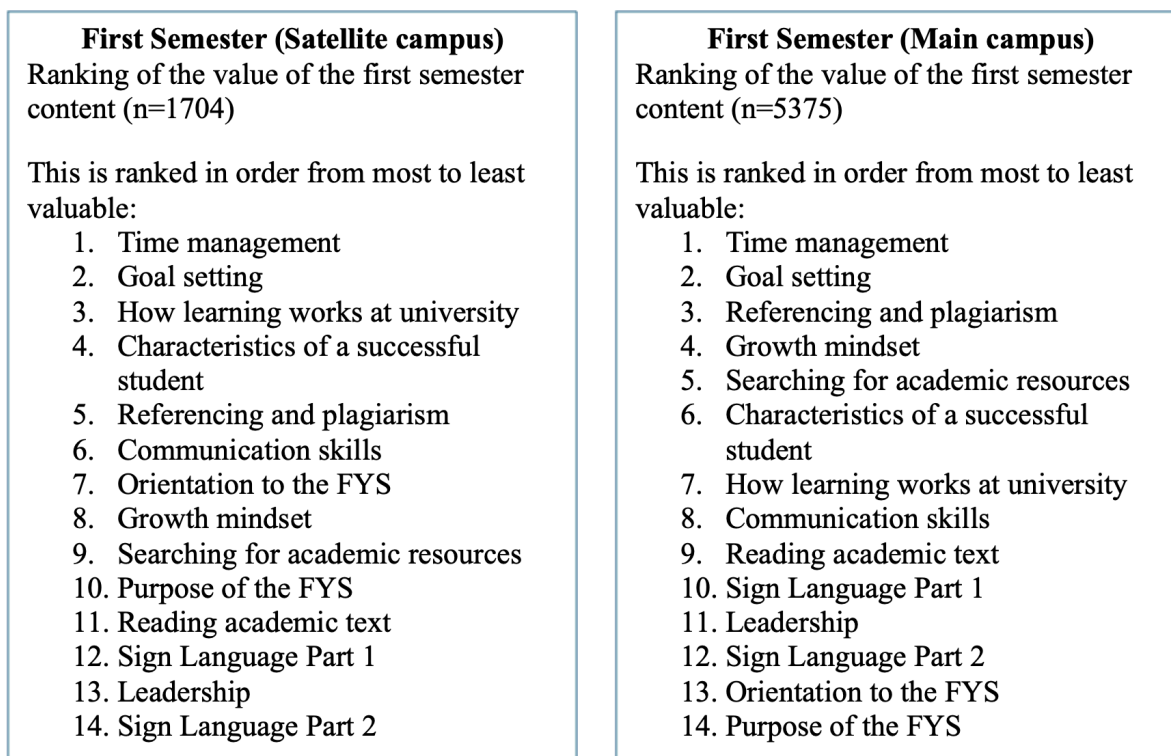 First Semester (Satellite campus)
Ranking of the value of the first semester
content (n=1704)
This is ranked in order from most to least
valuable:
1. Time management
2. Goal setting
3. How learning works at university
4. Characteristics of a successful
student
5. Referencing and plagiarism
6. Communication skills
7. Orientation to the FYS
8. Growth mindset
9. Searching for academic resources
10. Purpose of the FYS
11. Reading academic text
12. Sign Language Part 1
13. Leadership
14. Sign Language Part 2
First Semester (Main campus)
Ranking of the value of the first semester
content (n=5375)
This is ranked in order from most to least
valuable:
1. Time management
2. Goal setting
3. Referencing and plagiarism
4. Growth mindset
5. Searching for academic resources
6. Characteristics of a successful
student
7. How learning works at university
8. Communication skills
9. Reading academic text
10. Sign Language Part 1
11. Leadership
12. Sign Language Part 2
13. Orientation to the FYS
14. Purpose of the FYS